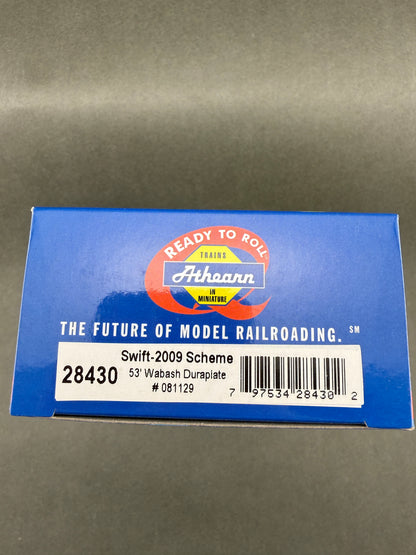 READY TO ROLL®
TRAINS
Athearn
IN
MINIATURE
THE FUTURE OF MODEL RAILROADING. SM
Swift-2009 Scheme
28430
53' Wabash Duraplate
# 081129
7 97534 28430 2